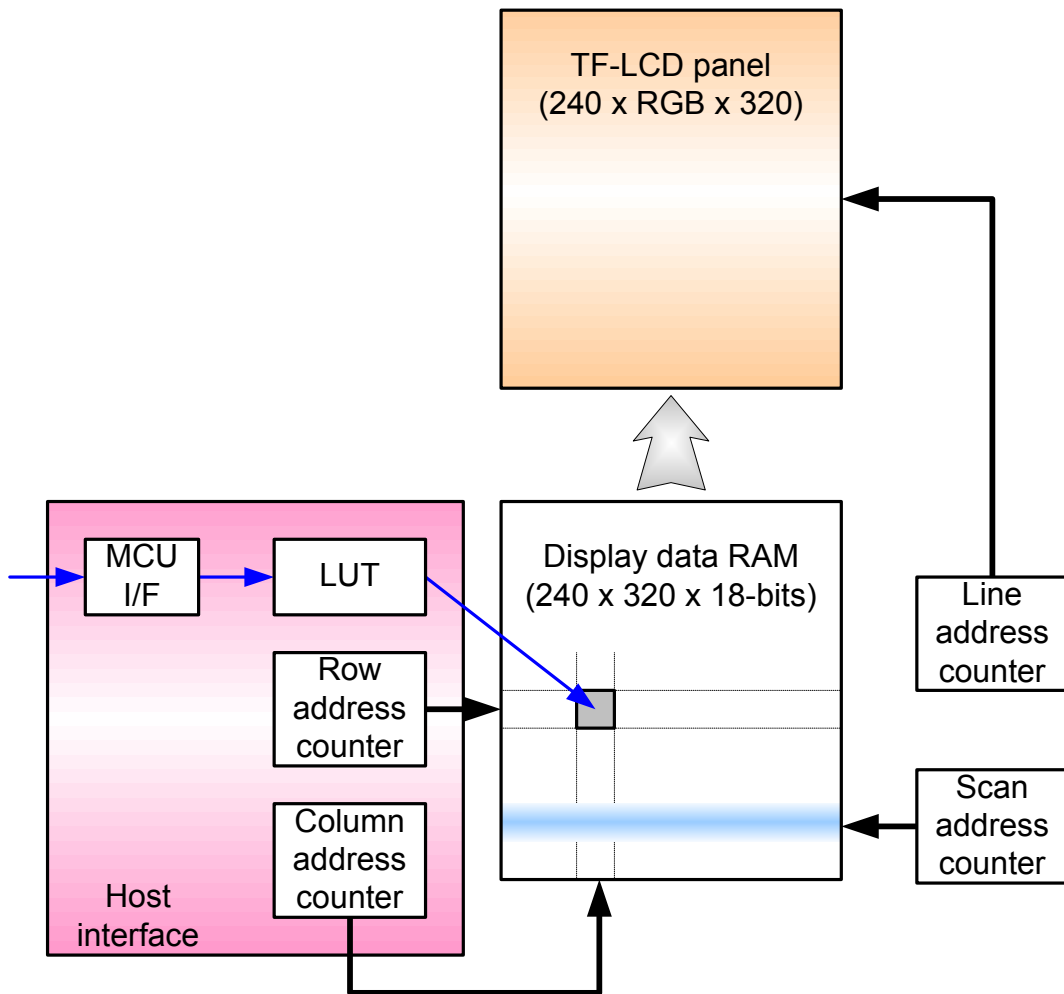 TF-LCD panel
(240 x RGB x 320)
MCU
I/F
LUT
Display data RAM
(240 x 320 x 18-bits)
Line
address
counter
Row
address
counter
Scan
address
counter
Column
address
counter
Host
interface